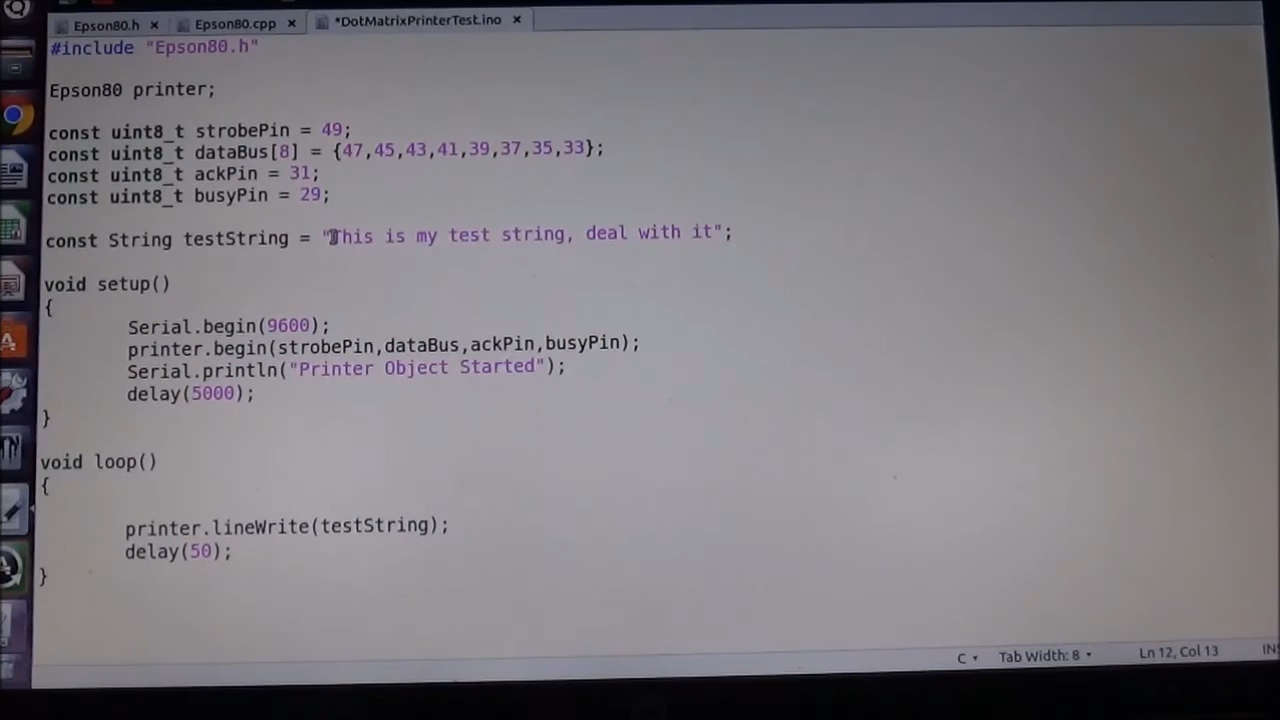 Epson80.h × Epson80.cpp × *DotMatrixPrinterTest.ino ×
#include "Epson80.h"
Epson80 printer;
const uint8_t strobePin = 49;
const uint8_t dataBus[8] = {47,45,43,41,39,37,35,33};
const uint8_t ackPin = 31;
const uint8_t busyPin = 29;
const String testString = "This is my test string, deal with it";
void setup()
{
Serial.begin(9600);
printer.begin(strobePin,dataBus,ackPin,busyPin);
Serial.println("Printer Object Started");
delay(5000);
}
void loop()
{
printer.lineWrite(testString);
delay(50);
}
C Tab Width: 8 Ln 12, Col 13